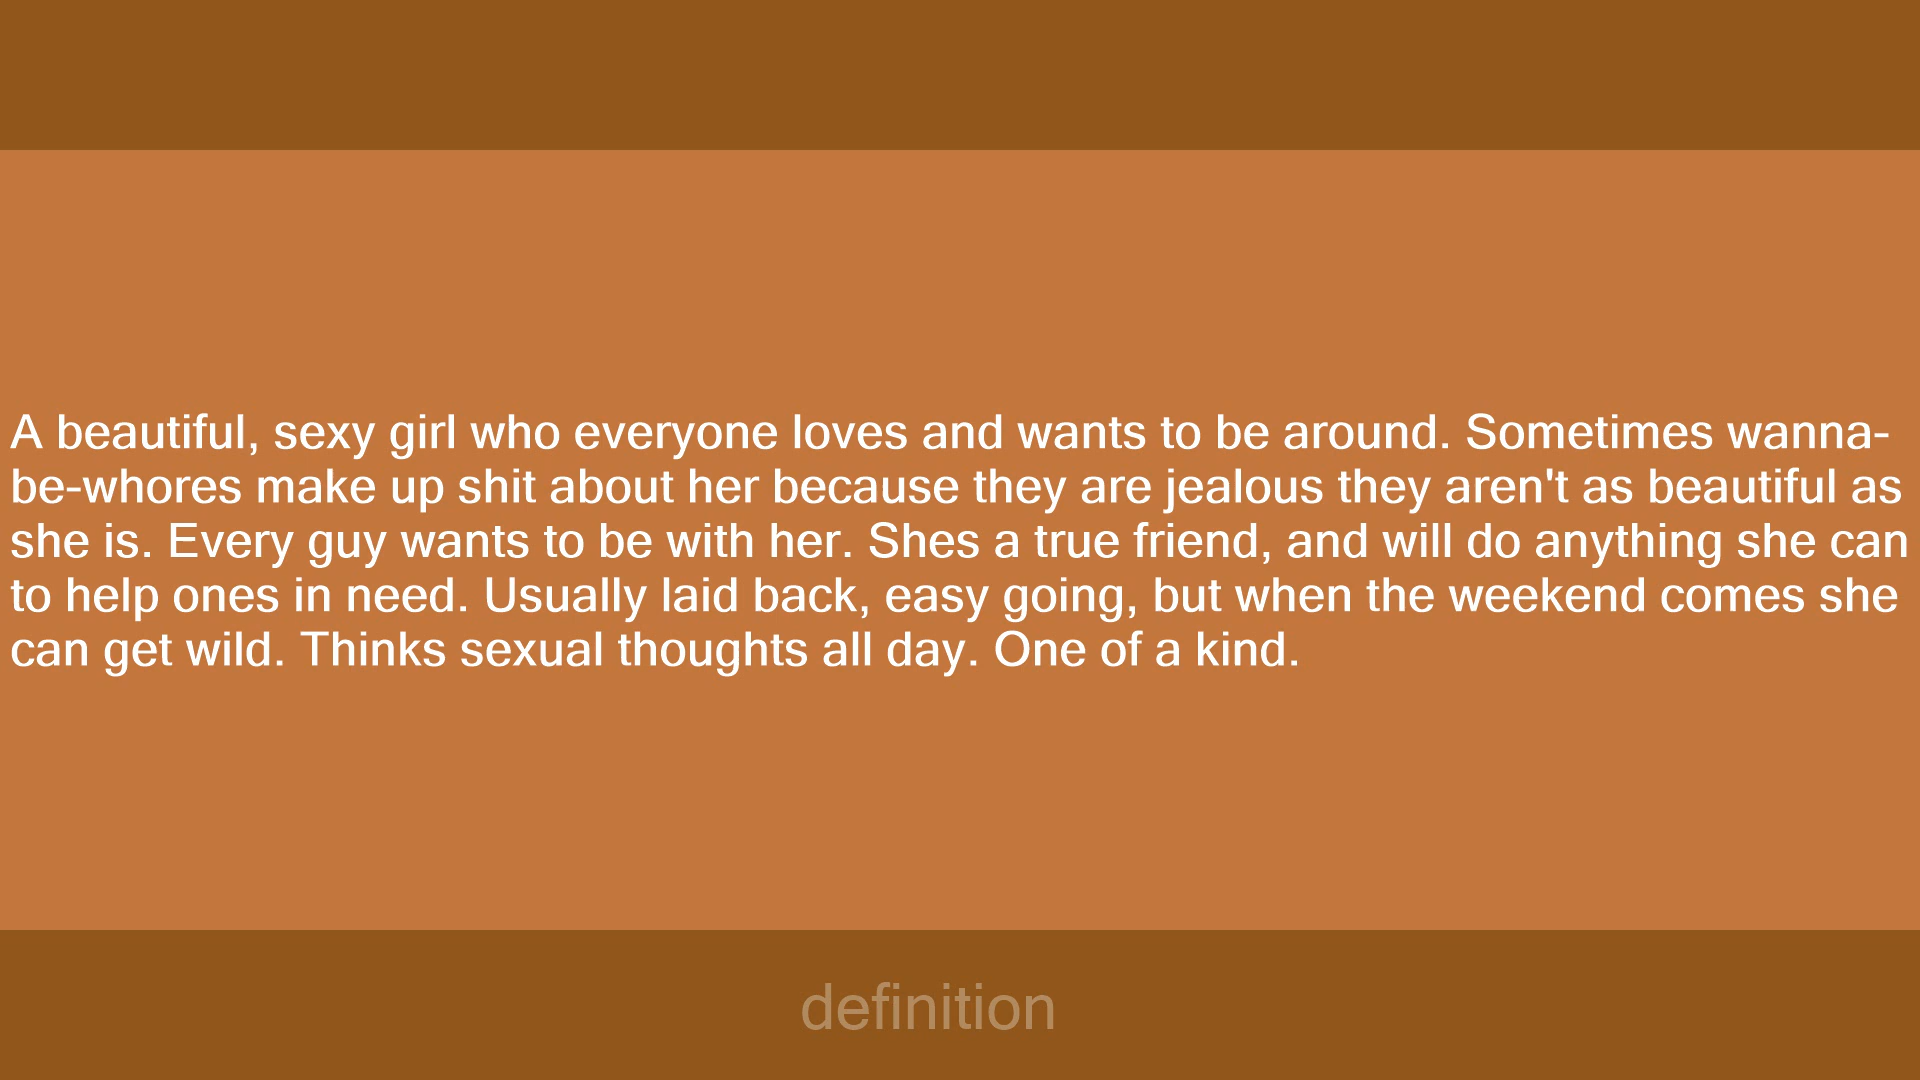 A beautiful, sexy girl who everyone loves and wants to be around. Sometimes wanna-
be-whores make up shit about her because they are jealous they aren't as beautiful as
she is. Every guy wants to be with her. Shes a true friend, and will do anything she can
to help ones in need. Usually laid back, easy going, but when the weekend comes she
can get wild. Thinks sexual thoughts all day. One of a kind.
definition